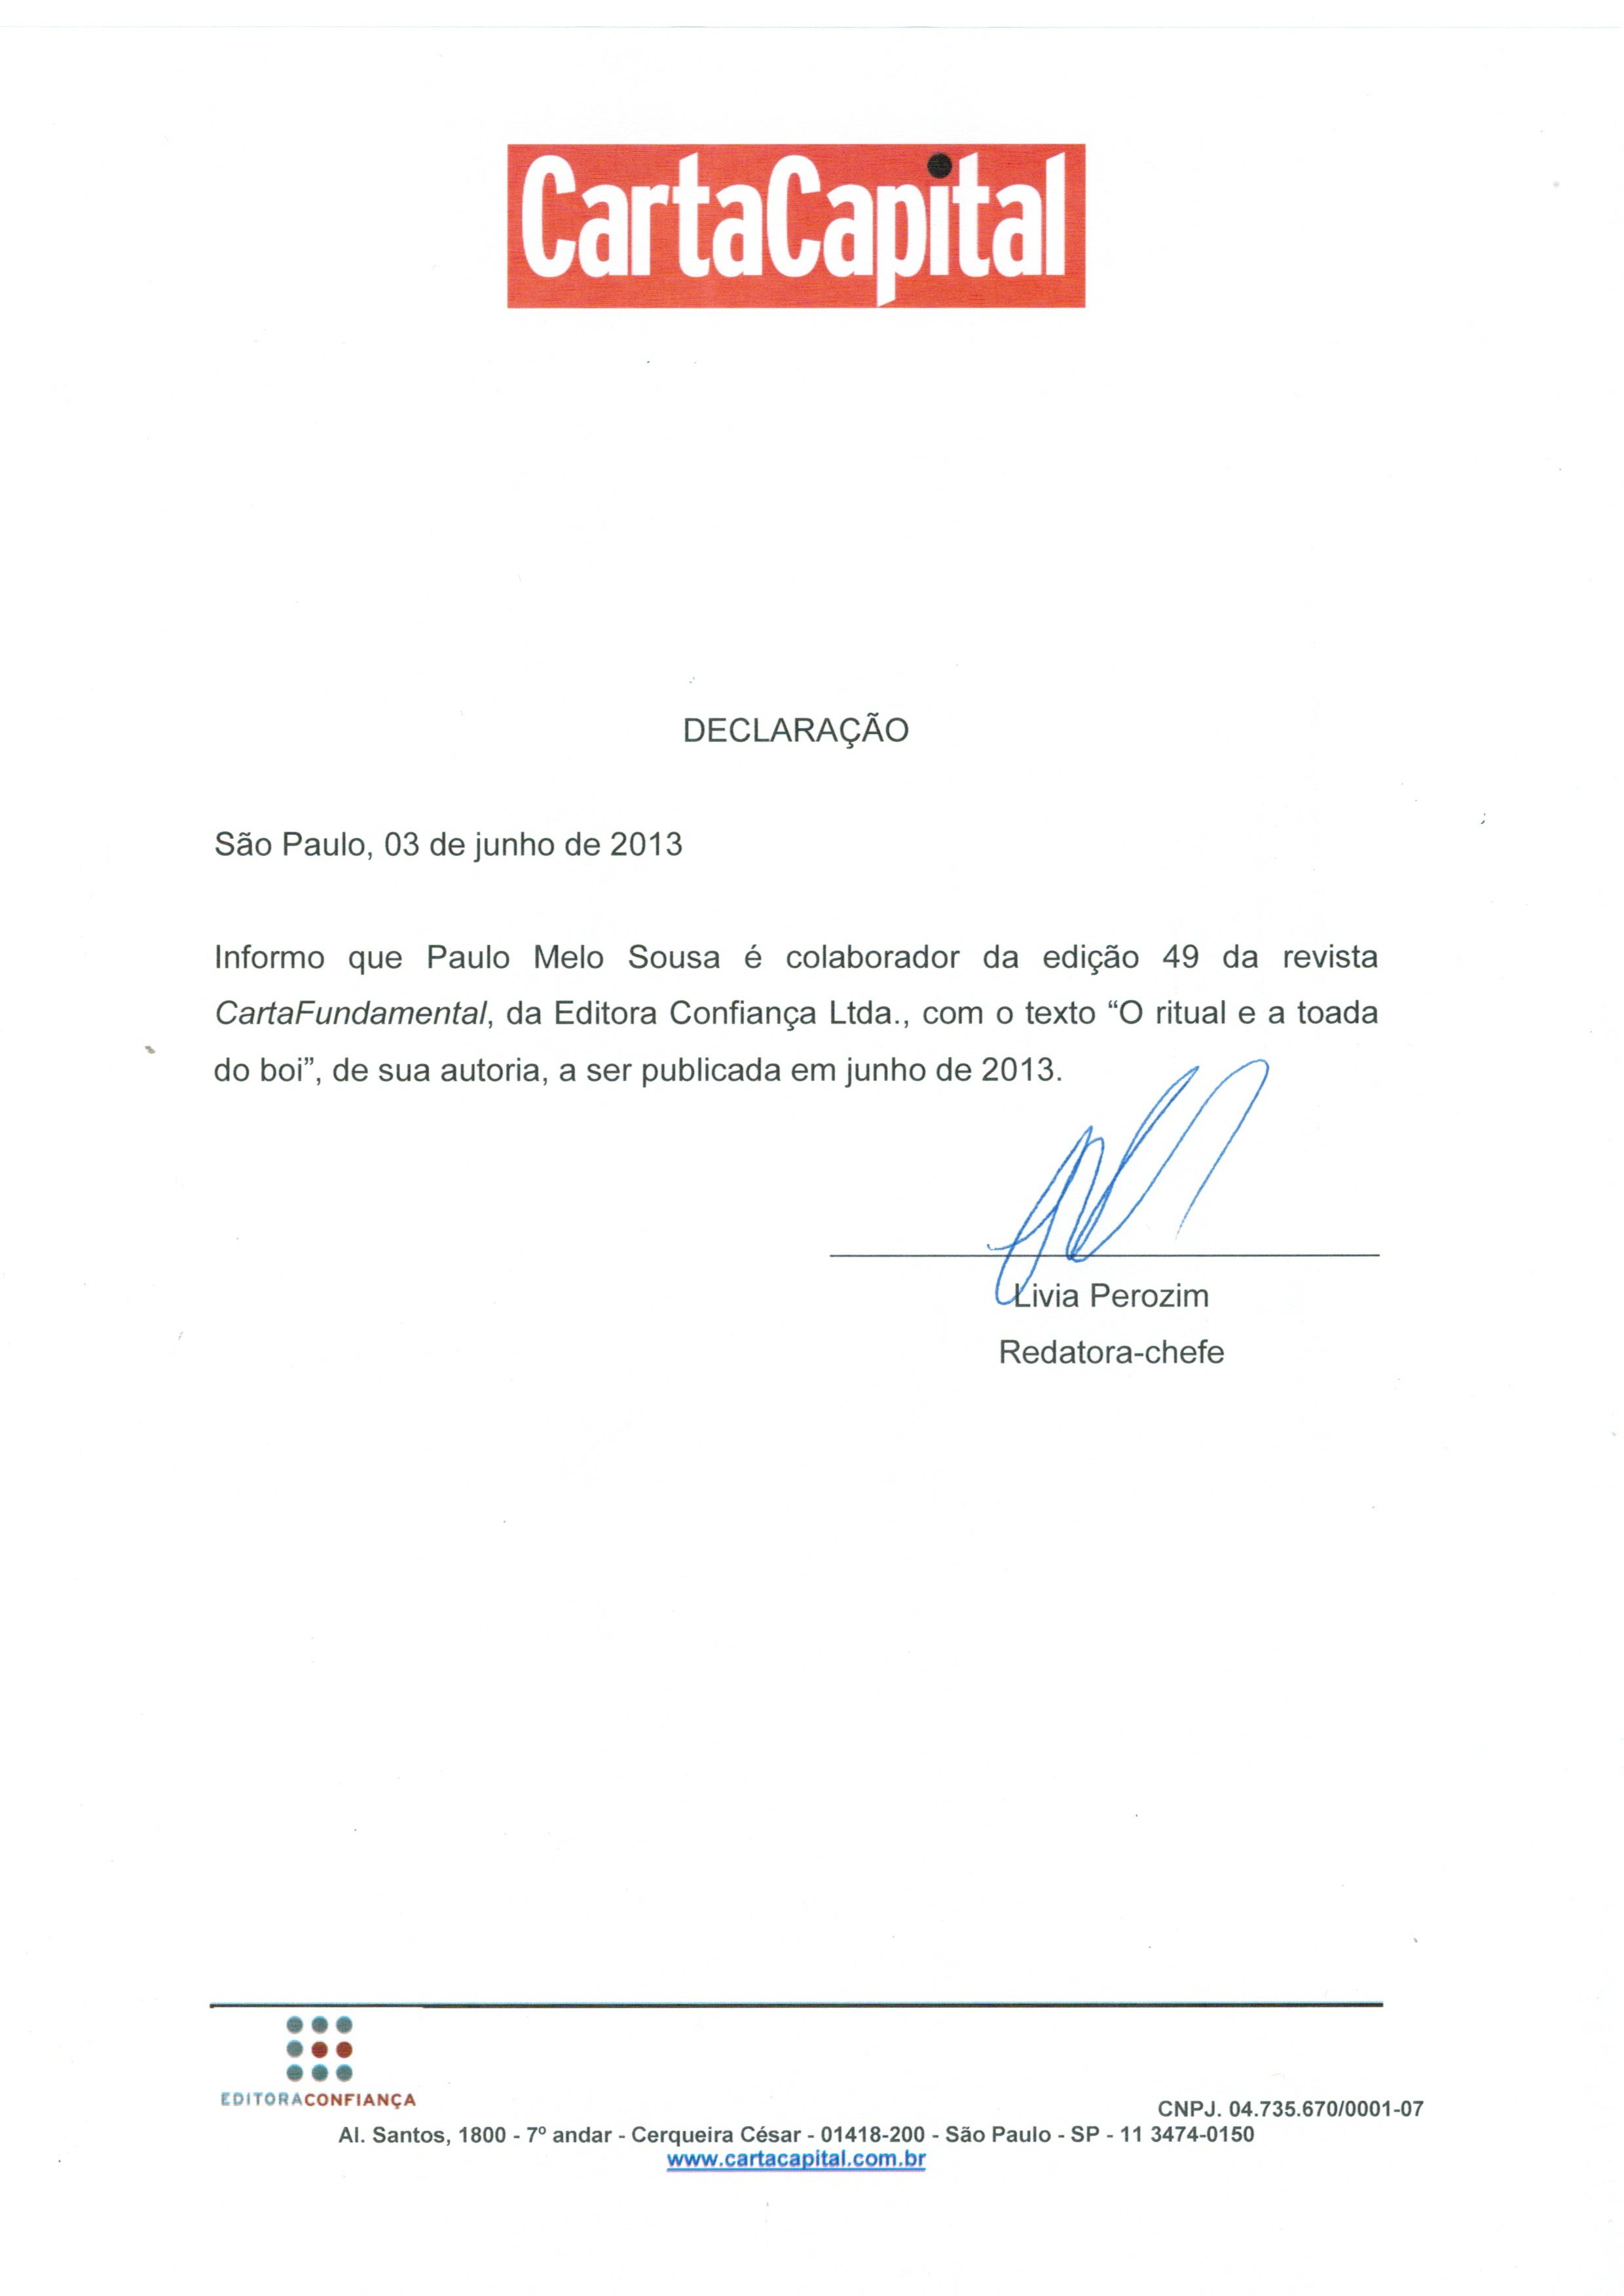 CartaCapital
DECLARAÇÃO
São Paulo, 03 de junho de 2013
Informo que Paulo Melo Sousa é colaborador da edição 49 da revista
CartaFundamental, da Editora Confiança Ltda., com o texto “O ritual e a toada
do boi”, de sua autoria, a ser publicada em junho de 2013.
Livia Perozim
Redatora-chefe
EDITORACONFIANÇA
CNPJ. 04.735.670/0001-07
Al. Santos, 1800 - 7º andar - Cerqueira César - 01418-200 - São Paulo - SP - 11 3474-0150
www.cartacapital.com.br